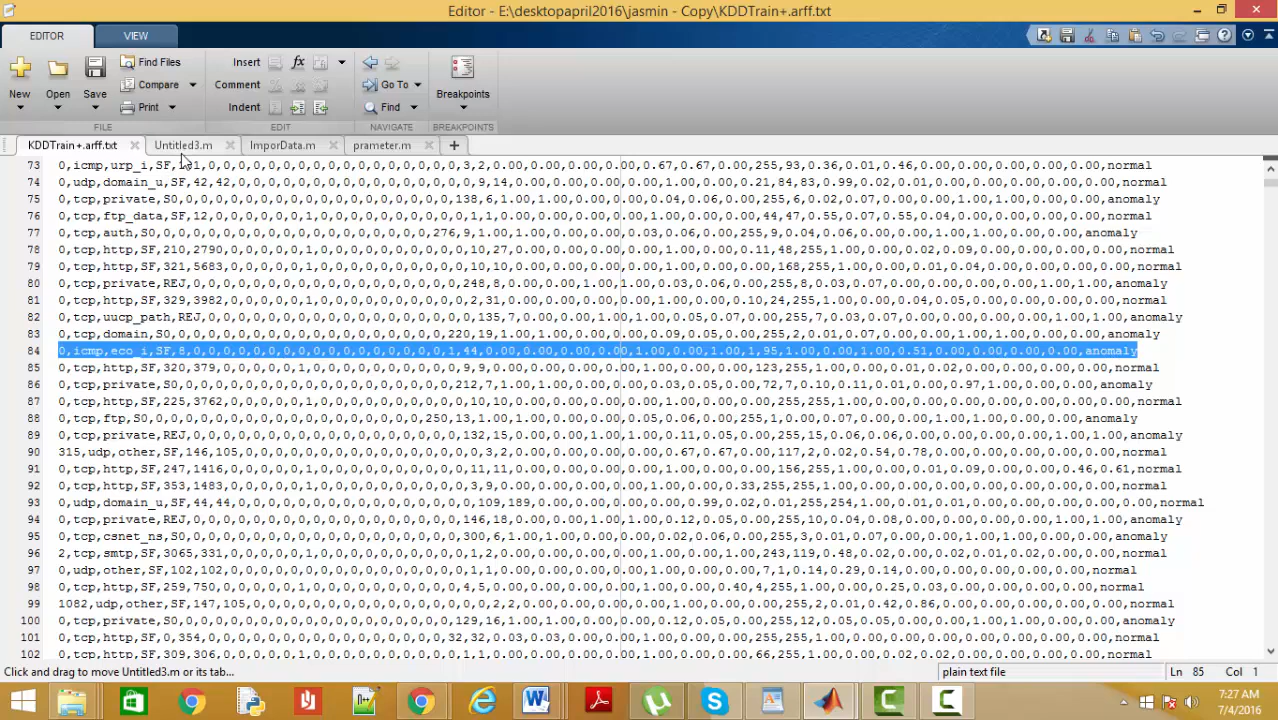 Editor - E:\desktopapril2016\jasmin - Copy\KDDTrain+.arff.txt
EDITOR VIEW
Find Files Insert fx
New Open Save Compare Comment Go To Breakpoints
Print Indent Find
FILE EDIT NAVIGATE BREAKPOINTS
KDDTrain+.arff.txt Untitled3.m ImporData.m prameter.m
73 0,icmp,urp_i,SF,
74 0,udp,domain_u,SF,42,42,0,0,0,0,0,0,0,0,0,0,0,0,0,0,0,0,9,14,0.00,0.00,0.00,0.00,1.00,0.00,0.21,84,83,0.99,0.02,0.01,0.00,0.00,0.00,0.00,0.00,normal
75 0,tcp,private,S0,0,0,0,0,0,0,0,0,0,0,0,0,0,0,0,0,0,0,138,6,1.00,1.00,0.00,0.00,0.04,0.06,0.00,255,6,0.02,0.07,0.00,0.00,1.00,1.00,0.00,0.00,anomaly
76 0,tcp,ftp_data,SF,12,0,0,0,0,0,0,1,0,0,0,0,0,0,0,0,0,0,1,1,0.00,0.00,0.00,0.00,1.00,0.00,0.00,44,47,0.55,0.07,0.55,0.04,0.00,0.00,0.00,0.00,normal
77 0,tcp,auth,S0,0,0,0,0,0,0,0,0,0,0,0,0,0,0,0,0,0,0,276,9,1.00,1.00,0.00,0.00,0.03,0.06,0.00,255,9,0.04,0.06,0.00,0.00,1.00,1.00,0.00,0.00,anomaly
78 0,tcp,http,SF,210,2790,0,0,0,0,0,1,0,0,0,0,0,0,0,0,0,0,10,27,0.00,0.00,0.00,0.00,1.00,0.00,0.11,48,255,1.00,0.00,0.02,0.09,0.00,0.00,0.00,0.00,normal
79 0,tcp,http,SF,321,5683,0,0,0,0,0,1,0,0,0,0,0,0,0,0,0,0,10,10,0.00,0.00,0.00,0.00,1.00,0.00,0.00,168,255,1.00,0.00,0.01,0.04,0.00,0.00,0.00,0.00,normal
80 0,tcp,private,REJ,0,0,0,0,0,0,0,0,0,0,0,0,0,0,0,0,0,0,248,8,0.00,0.00,1.00,1.00,0.03,0.06,0.00,255,8,0.03,0.07,0.00,0.00,0.00,0.00,1.00,1.00,anomaly
81 0,tcp,http,SF,329,3982,0,0,0,0,0,1,0,0,0,0,0,0,0,0,0,0,2,31,0.00,0.00,0.00,0.00,1.00,0.00,0.10,24,255,1.00,0.00,0.04,0.05,0.00,0.00,0.00,0.00,normal
82 0,tcp,uucp_path,REJ,0,0,0,0,0,0,0,0,0,0,0,0,0,0,0,0,0,0,135,7,0.00,0.00,1.00,1.00,0.05,0.07,0.00,255,7,0.03,0.07,0.00,0.00,0.00,0.00,1.00,1.00,anomaly
83 0,tcp,domain,S0,0,0,0,0,0,0,0,0,0,0,0,0,0,0,0,0,0,0,220,19,1.00,1.00,0.00,0.00,0.09,0.05,0.00,255,2,0.01,0.07,0.00,0.00,1.00,1.00,0.00,0.00,anomaly
84 0,icmp,eco_i,SF,8,0,0,0,0,0,0,0,0,0,0,0,0,0,0,0,0,0,1,44,0.00,0.00,0.00,0.00,1.00,0.00,1.00,1,95,1.00,0.00,1.00,0.51,0.00,0.00,0.00,0.00,anomaly
85 0,tcp,http,SF,320,379,0,0,0,0,0,1,0,0,0,0,0,0,0,0,0,0,9,9,0.00,0.00,0.00,0.00,1.00,0.00,0.00,123,255,1.00,0.00,0.01,0.02,0.00,0.00,0.00,0.00,normal
86 0,tcp,private,S0,0,0,0,0,0,0,0,0,0,0,0,0,0,0,0,0,0,0,212,7,1.00,1.00,0.00,0.00,0.03,0.05,0.00,72,7,0.10,0.11,0.01,0.00,0.97,1.00,0.00,0.00,anomaly
87 0,tcp,http,SF,225,3762,0,0,0,0,0,1,0,0,0,0,0,0,0,0,0,0,10,10,0.00,0.00,0.00,0.00,1.00,0.00,0.00,255,255,1.00,0.00,0.00,0.00,0.00,0.00,0.00,0.00,normal
88 0,tcp,ftp,S0,0,0,0,0,0,0,0,0,0,0,0,0,0,0,0,0,0,0,250,13,1.00,1.00,0.00,0.00,0.05,0.06,0.00,255,1,0.00,0.07,0.00,0.00,1.00,1.00,0.00,0.00,anomaly
89 0,tcp,private,REJ,0,0,0,0,0,0,0,0,0,0,0,0,0,0,0,0,0,0,132,15,0.00,0.00,1.00,1.00,0.11,0.05,0.00,255,15,0.06,0.06,0.00,0.00,0.00,0.00,1.00,1.00,anomaly
90 315,udp,other,SF,146,105,0,0,0,0,0,0,0,0,0,0,0,0,0,0,0,0,3,2,0.00,0.00,0.00,0.00,0.67,0.67,0.00,117,2,0.02,0.54,0.78,0.00,0.00,0.00,0.00,0.00,normal
91 0,tcp,http,SF,247,1416,0,0,0,0,0,1,0,0,0,0,0,0,0,0,0,0,11,11,0.00,0.00,0.00,0.00,1.00,0.00,0.00,156,255,1.00,0.00,0.01,0.09,0.00,0.00,0.46,0.61,normal
92 0,tcp,http,SF,353,1483,0,0,0,0,0,1,0,0,0,0,0,0,0,0,0,0,3,9,0.00,0.00,0.00,0.00,1.00,0.00,0.33,255,255,1.00,0.00,0.00,0.00,0.00,0.00,0.00,0.00,normal
93 0,udp,domain_u,SF,44,44,0,0,0,0,0,0,0,0,0,0,0,0,0,0,0,0,109,189,0.00,0.00,0.00,0.00,0.99,0.02,0.01,255,254,1.00,0.01,0.01,0.00,0.00,0.00,0.00,0.00,normal
94 0,tcp,private,REJ,0,0,0,0,0,0,0,0,0,0,0,0,0,0,0,0,0,0,146,18,0.00,0.00,1.00,1.00,0.12,0.05,0.00,255,10,0.04,0.08,0.00,0.00,0.00,0.00,1.00,1.00,anomaly
95 0,tcp,csnet_ns,S0,0,0,0,0,0,0,0,0,0,0,0,0,0,0,0,0,0,0,300,6,1.00,1.00,0.00,0.00,0.02,0.06,0.00,255,3,0.01,0.07,0.00,0.00,1.00,1.00,0.00,0.00,anomaly
96 2,tcp,smtp,SF,3065,331,0,0,0,0,0,1,0,0,0,0,0,0,0,0,0,0,1,2,0.00,0.00,0.00,0.00,1.00,0.00,1.00,243,119,0.48,0.02,0.00,0.02,0.01,0.02,0.00,0.00,normal
97 0,udp,other,SF,102,102,0,0,0,0,0,0,0,0,0,0,0,0,0,0,0,0,1,1,0.00,0.00,0.00,0.00,1.00,0.00,0.00,7,1,0.14,0.29,0.14,0.00,0.00,0.00,0.00,0.00,normal
98 0,tcp,http,SF,259,750,0,0,0,0,0,1,0,0,0,0,0,0,0,0,0,0,4,5,0.00,0.00,0.00,0.00,1.00,0.00,0.40,4,255,1.00,0.00,0.25,0.03,0.00,0.00,0.00,0.00,normal
99 1082,udp,other,SF,147,105,0,0,0,0,0,0,0,0,0,0,0,0,0,0,0,0,2,2,0.00,0.00,0.00,0.00,1.00,0.00,0.00,255,2,0.01,0.42,0.86,0.00,0.00,0.00,0.00,0.00,normal
100 0,tcp,private,S0,0,0,0,0,0,0,0,0,0,0,0,0,0,0,0,0,0,0,129,16,1.00,1.00,0.00,0.00,0.12,0.05,0.00,255,12,0.05,0.05,0.00,0.00,1.00,1.00,0.00,0.00,anomaly
101 0,tcp,http,SF,0,354,0,0,0,0,0,0,0,0,0,0,0,0,0,0,0,0,32,32,0.03,0.03,0.00,0.00,1.00,0.00,0.00,255,255,1.00,0.00,0.00,0.00,0.00,0.00,0.00,0.00,normal
102 0,tcp,http,SF,309,306,0,0,0,0,0,1,0,0,0,0,0,0,0,0,0,0,
Click and drag to move Untitled3.m or its tab... plain text file Ln 85 Col 1
7:27 AM
7/4/2016